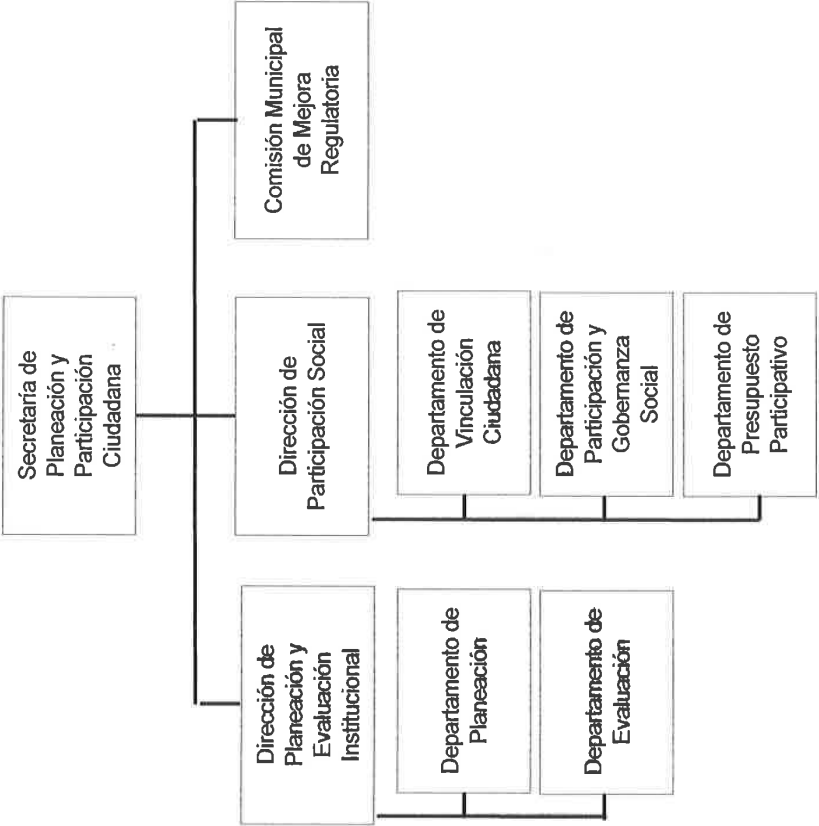 Secretaría de
Planeación y
Participación
Ciudadana
Dirección de
Planeación y
Evaluación
Institucional
Dirección de
Participación Social
Comisión Municipal
de Mejora
Regulatoria
Departamento de
Planeación
Departamento de
Evaluación
Departamento de
Vinculación
Ciudadana
Departamento de
Participación y
Gobernanza
Social
Departamento de
Presupuesto
Participativo